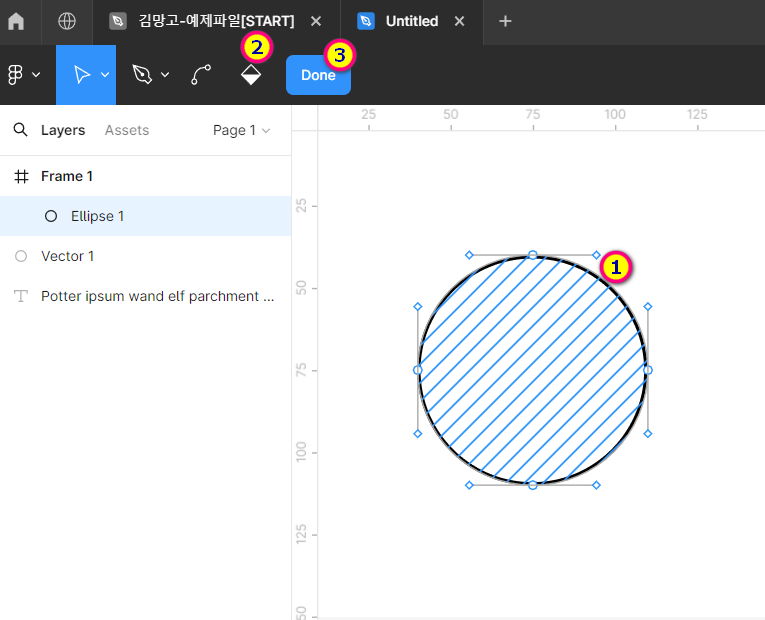 김망고-예제파일[START]
Untitled
2
3
Done
Layers
Assets
Page 1
25
50
75
100
125
Frame 1
Ellipse 1
Vector 1
Potter ipsum wand elf parchment ...
25
50
75
100
125
50
1